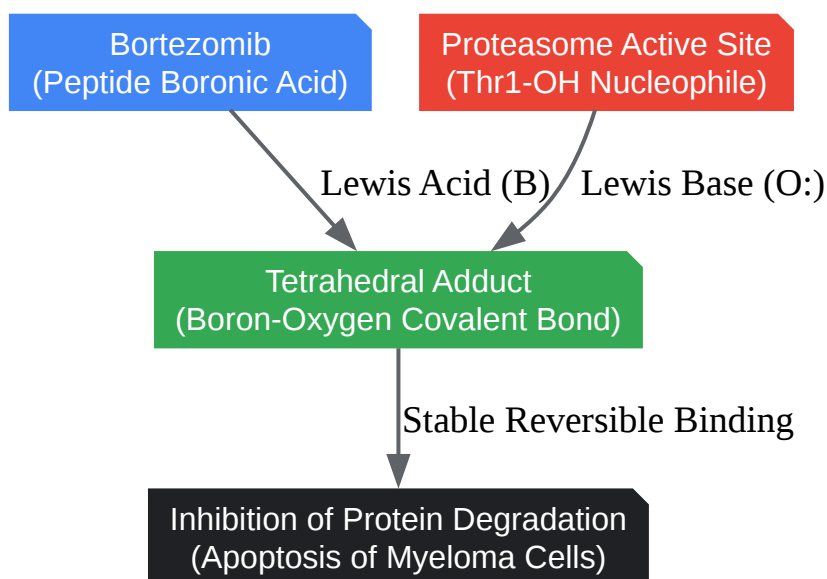 Bortezomib
(Peptide Boronic Acid)
Proteasome Active Site
(Thr1-OH Nucleophile)
Lewis Acid (B)
Lewis Base (O:)
Tetrahedral Adduct
(Boron-Oxygen Covalent Bond)
Stable Reversible Binding
Inhibition of Protein Degradation
(Apoptosis of Myeloma Cells)